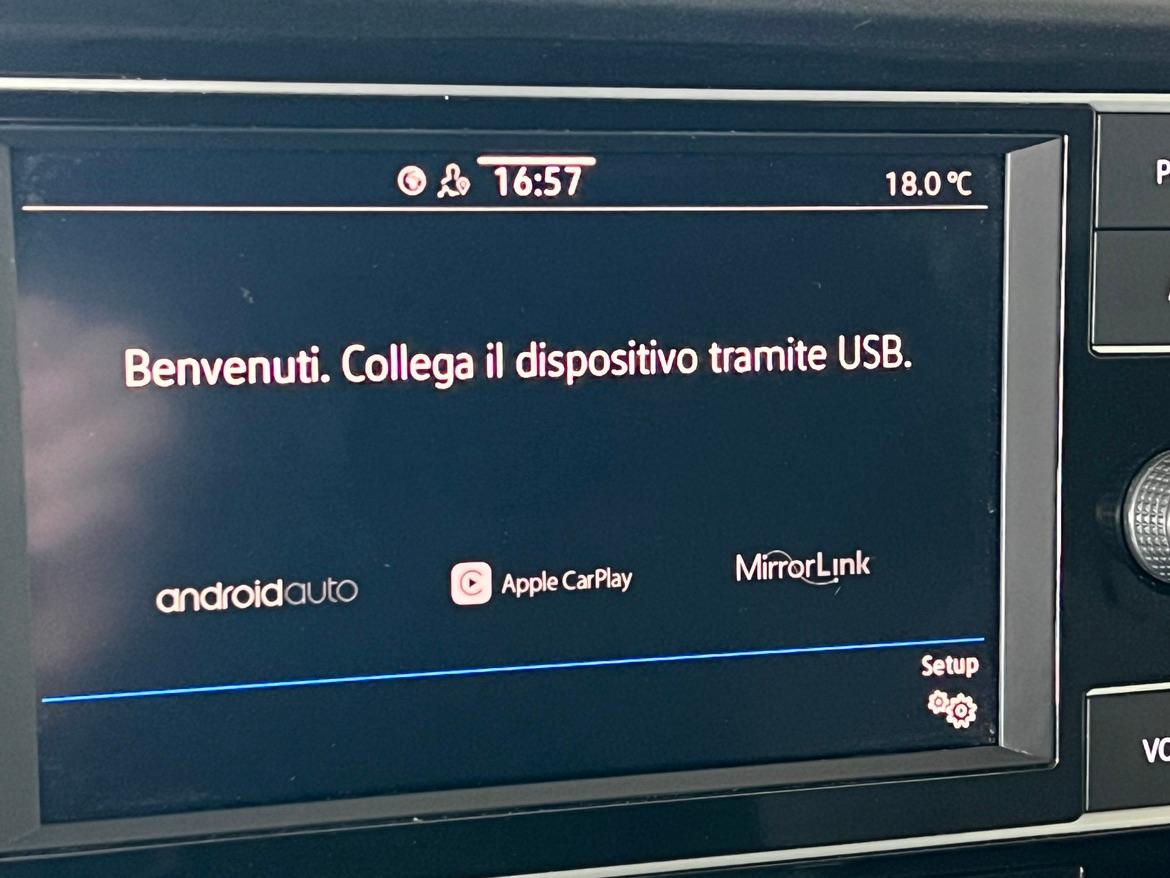 16:57
18.0 °C
Benvenuti. Collega il dispositivo tramite USB.
androidauto
Apple CarPlay
MirrorLink
Setup